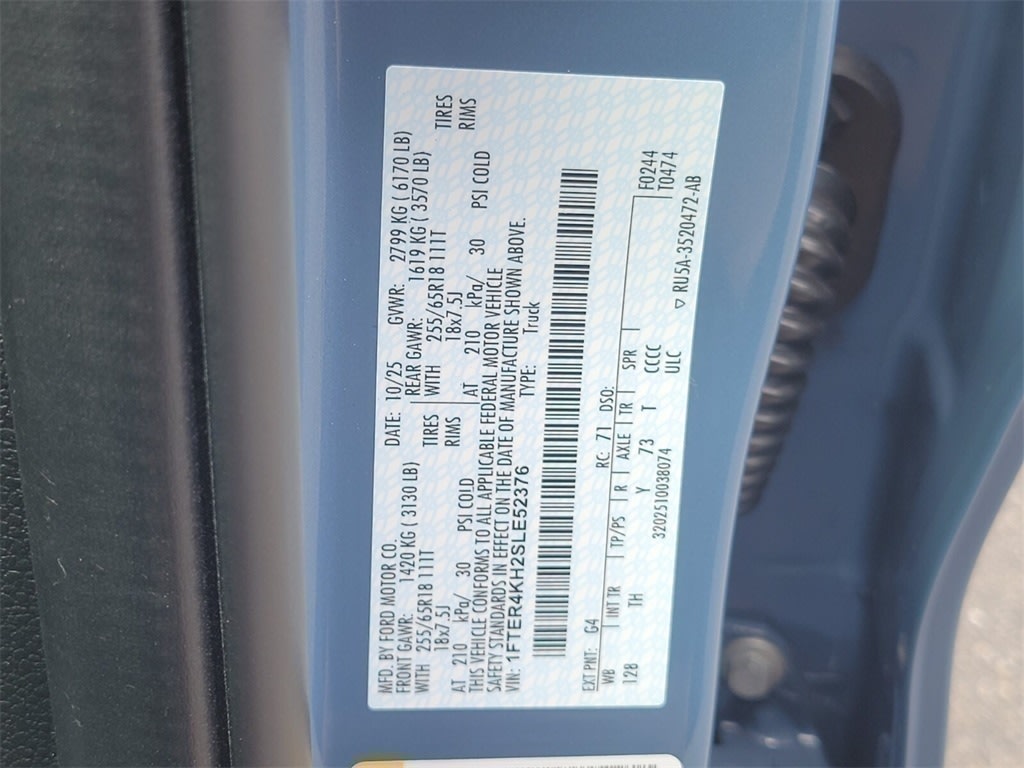 MFD. BY FORD MOTOR CO. DATE: 10/25 GVWR: 2799 KG ( 6170 LB)
FRONT GAWR: 1420 KG ( 3130 LB) REAR GAWR: 1619 KG ( 3570 LB)
WITH 255/65R18 111T TIRES WITH 255/65R18 111T TIRES
18x7.5J RIMS 18x7.5J RIMS
AT 210 kPa/ 30 PSI COLD AT 210 kPa/ 30 PSI COLD
THIS VEHICLE CONFORMS TO ALL APPLICABLE FEDERAL MOTOR VEHICLE
SAFETY STANDARDS IN EFFECT ON THE DATE OF MANUFACTURE SHOWN ABOVE.
VIN: 1FTER4KH2SLE52376 TYPE: Truck
EXT PNT: G4 RC: 71 DSO: F0244
WB INT TR TP/PS R AXLE TR SPR T0474
128 TH Y 73 T CCCC
3202510038074 ULC ▽ RU5A-3520472-AB